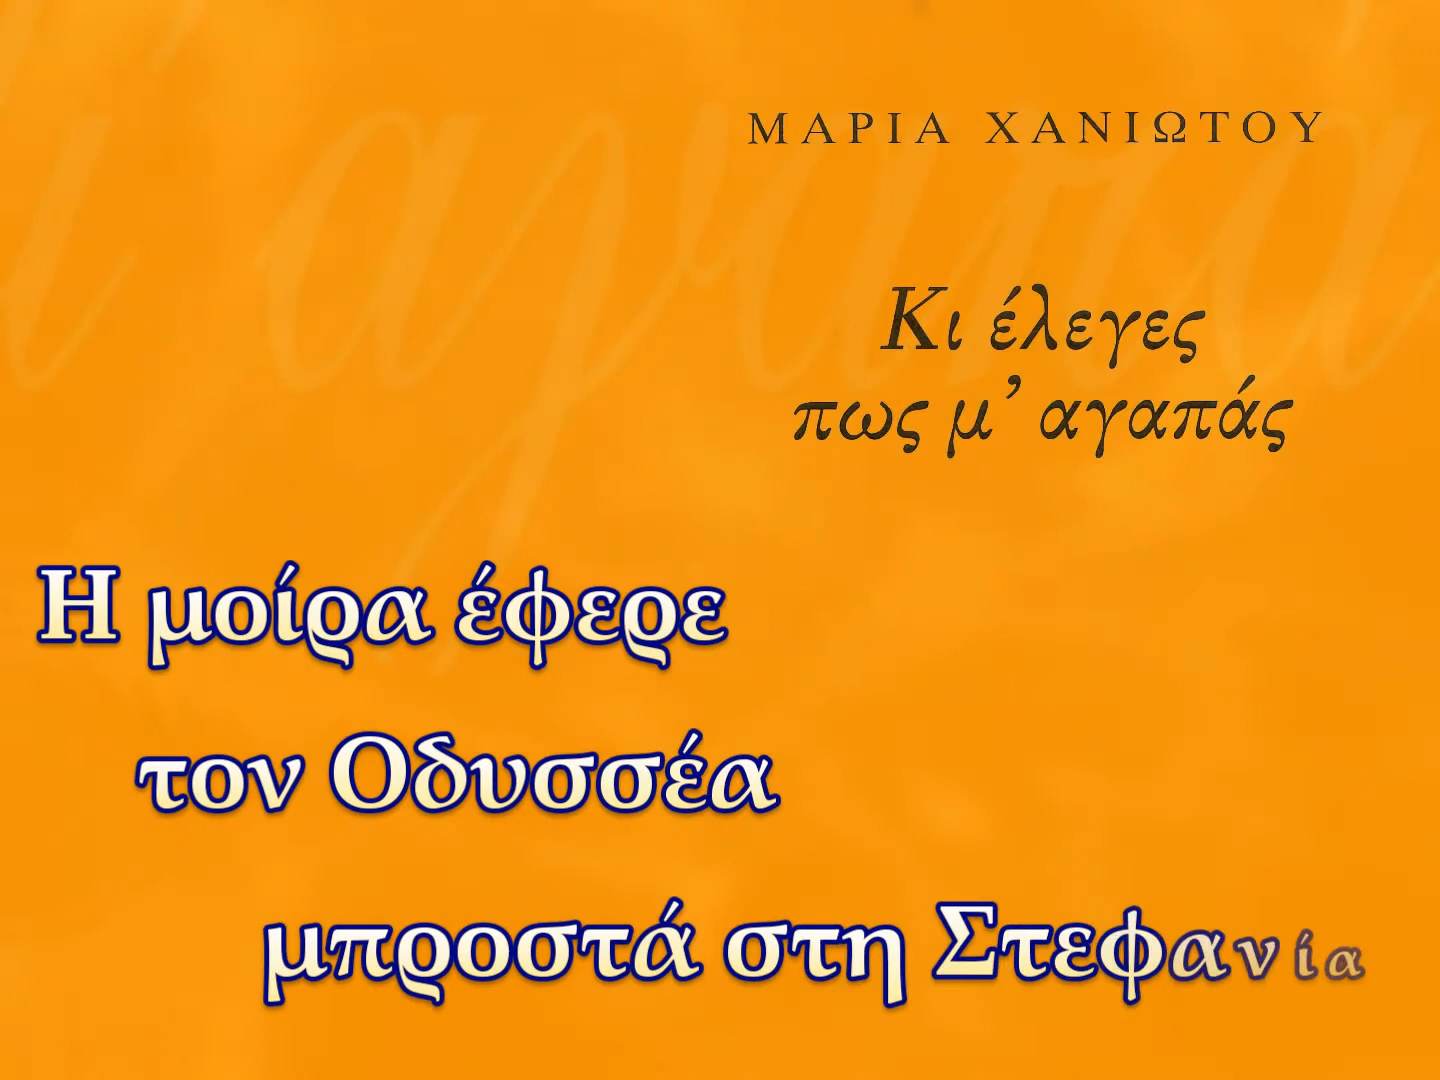 ΜΑΡΙΑ ΧΑΝΙΩΤΟΥ
Κι έλεγες
πως μ’ αγαπάς
Η μοίρα έφερε
τον Οδυσσέα
μπροστά στη Στεφανία